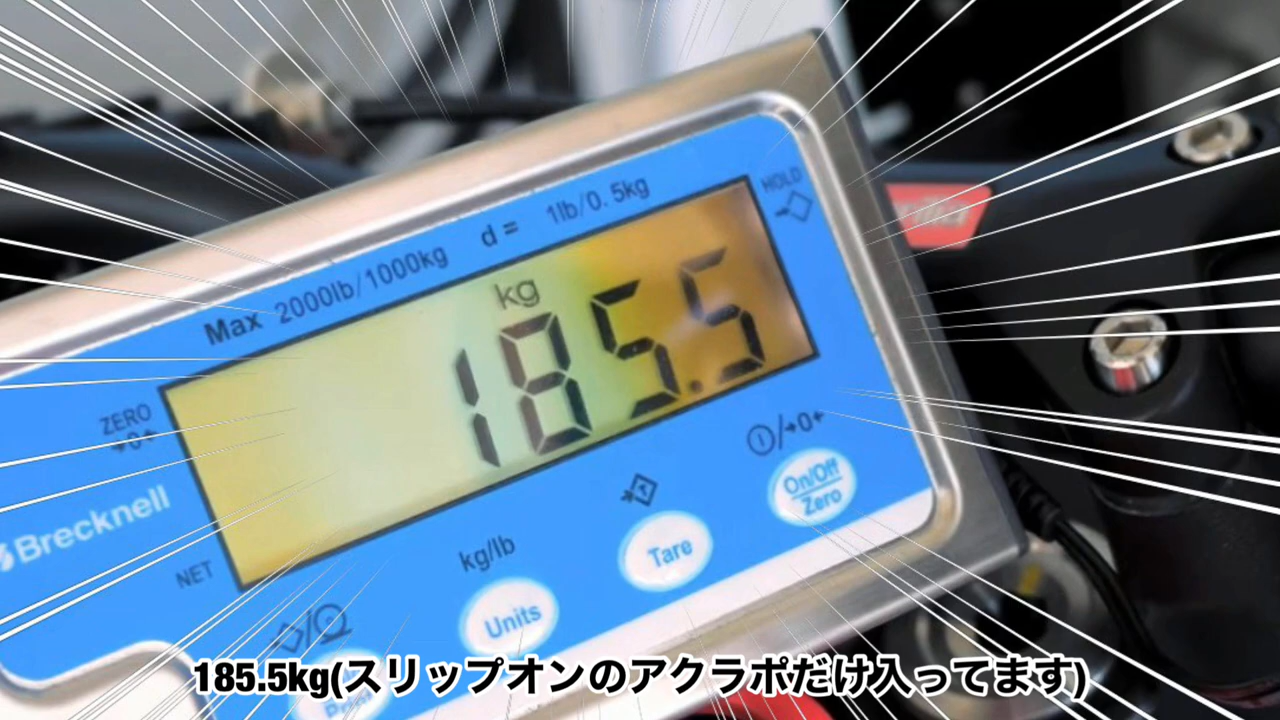 HOLD
Max 2000lb/1000kg d = 1lb/0.5kg
kg
185.5
ZERO
→0←
Brecknell
NET
kg/lb
/→0←
On/Off
Zero
Tare
Units
185.5kg(スリップオンのアクラポだけ入ってます)